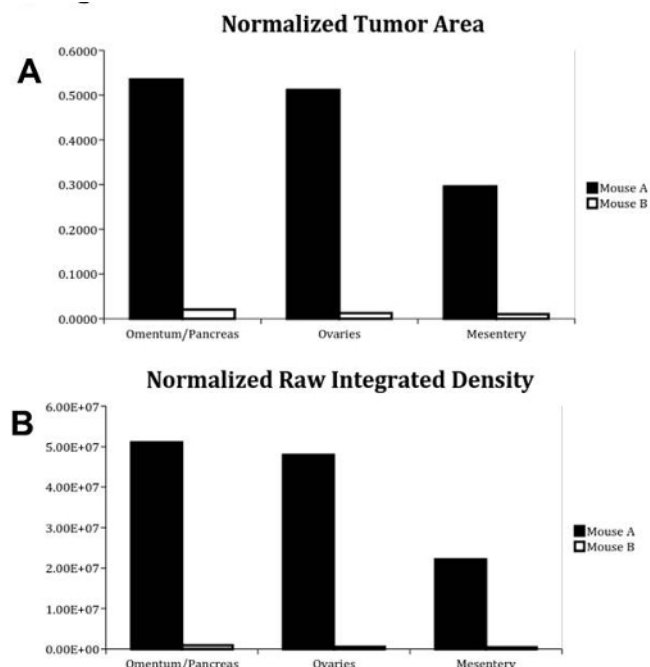 Normalized Tumor Area
A
0.6000
0.5000
0.4000
0.3000
0.2000
0.1000
0.0000
Omentum/Pancreas Ovaries Mesentery
Mouse A
Mouse B
Normalized Raw Integrated Density
B
6.00E+07
5.00E+07
4.00E+07
3.00E+07
2.00E+07
1.00E+07
0.00E+00
Omentum/Pancreas Ovaries Mesentery
Mouse A
Mouse B